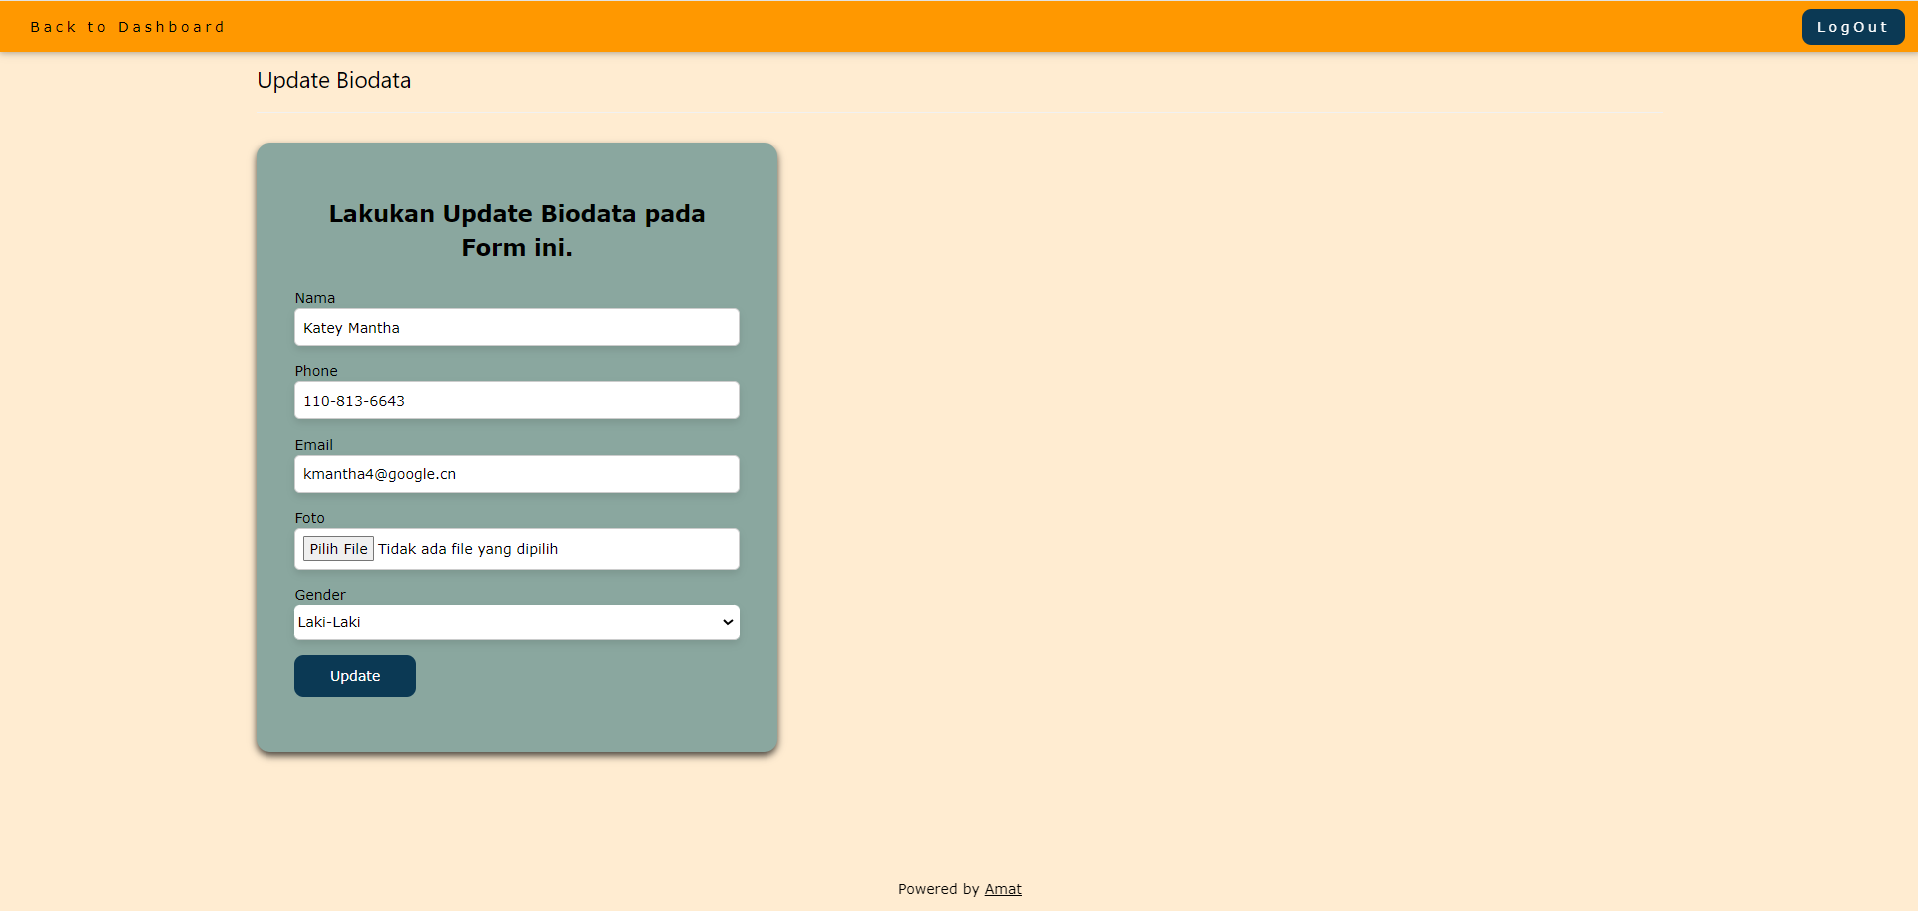 Back to Dashboard
LogOut
Update Biodata
Lakukan Update Biodata pada
Form ini.
Nama
Katey Mantha
Phone
110-813-6643
Email
kmantha4@google.cn
Foto
Pilih File Tidak ada file yang dipilih
Gender
Laki-Laki
Update
Powered by Amat